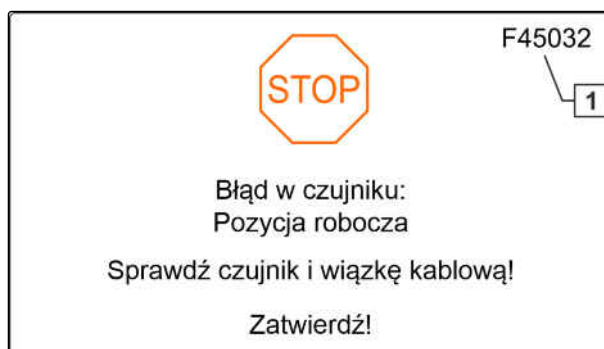 F45032
STOP
1
Błąd w czujniku:
Pozycja robocza
Sprawdź czujnik i wiązkę kablową!
Zatwierdź!